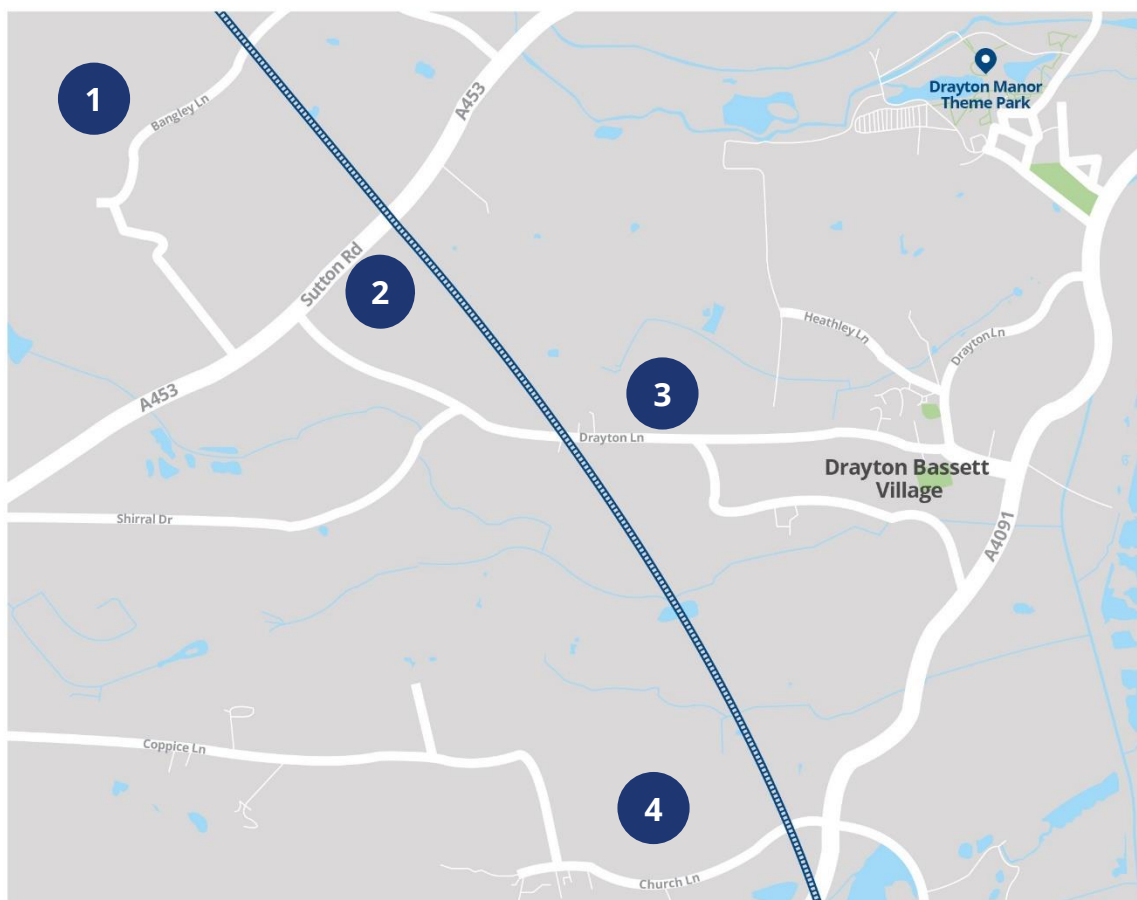 1
Bangley Ln
A453
Drayton Manor
Theme Park
Sutton Rd
2
Heathley Ln
Drayton Ln
A453
3
Drayton Ln
Drayton Bassett
Village
Shirral Dr
A4091
Coppice Ln
4
Church Ln